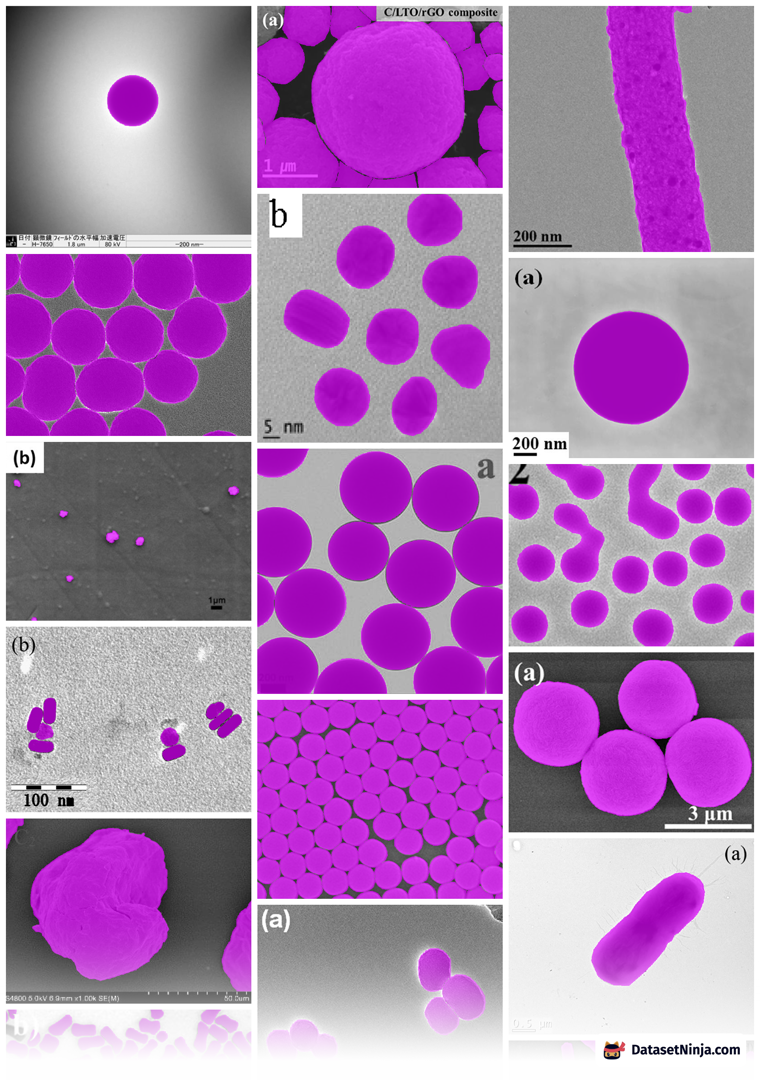 日付 顕微鏡フィールドの水平幅 加速電圧
- H-7650 1.8 um 80 kV —200 nm—
(b)
1µm
(b)
100 nm
S4800 5.0kV 6.9mm x1.00k SE(M) 50.0um
b)
(a) C/LTO/rGO composite
1 µm
b
5 nm
a
(a)
200 nm
(a)
200 nm
2
(a)
3 µm
(a)
0.5 µm
DatasetNinja.com